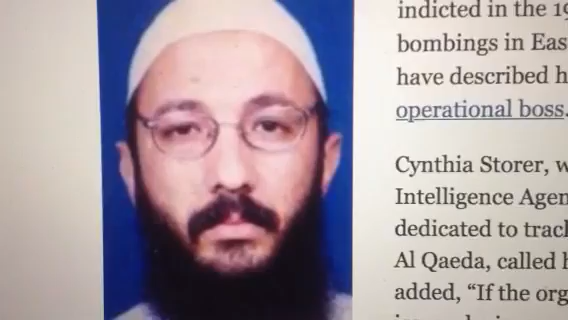 indicted in the 19
bombings in Eas
have described h
operational boss.
Cynthia Storer, w
Intelligence Agen
dedicated to track
Al Qaeda, called h
added, “If the org